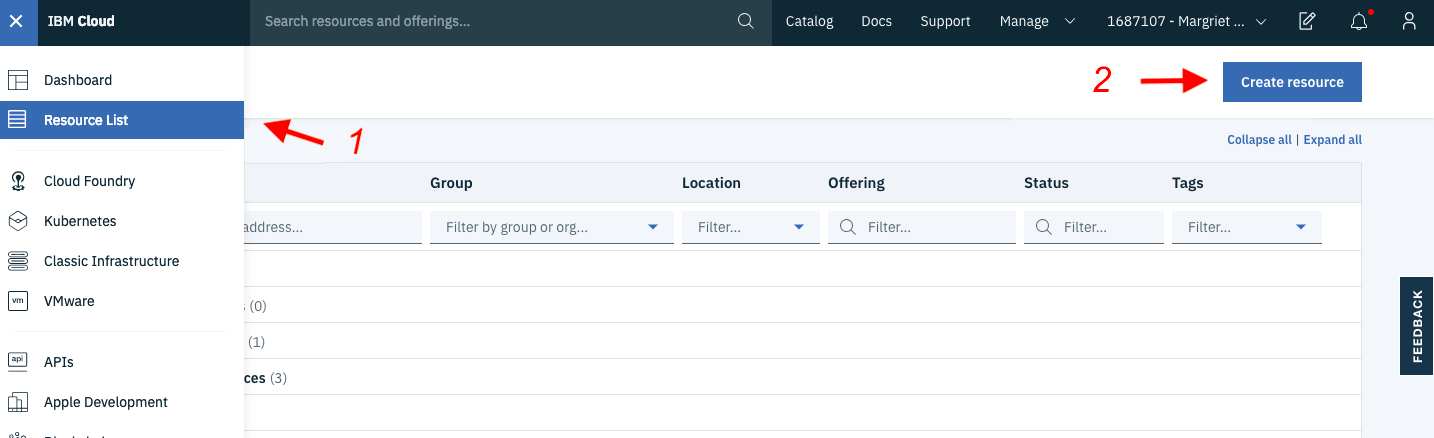 IBM Cloud
Search resources and offerings...
Catalog
Docs
Support
Manage
1687107 - Margriet ...
Dashboard
Resource List
1
2
Create resource
Collapse all | Expand all
Cloud Foundry
Kubernetes
Classic Infrastructure
vm VMware
api APIs
Apple Development
Group
Location
Offering
Status
Tags
address...
Filter by group or org...
Filter...
Filter...
Filter...
Filter...
s (0)
(1)
ces (3)
FEEDBACK